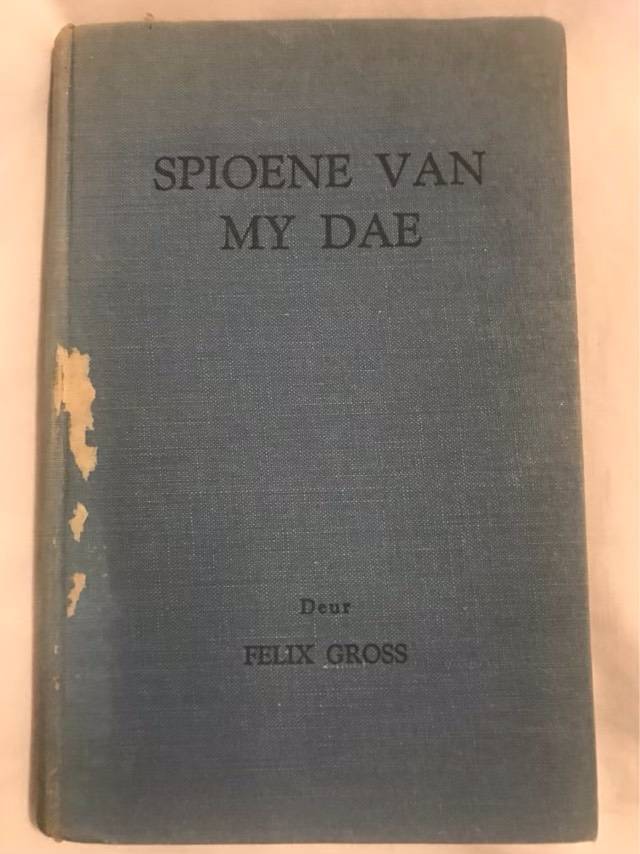 SPIOENE VAN
MY DAE
Deur
FELIX GROSS